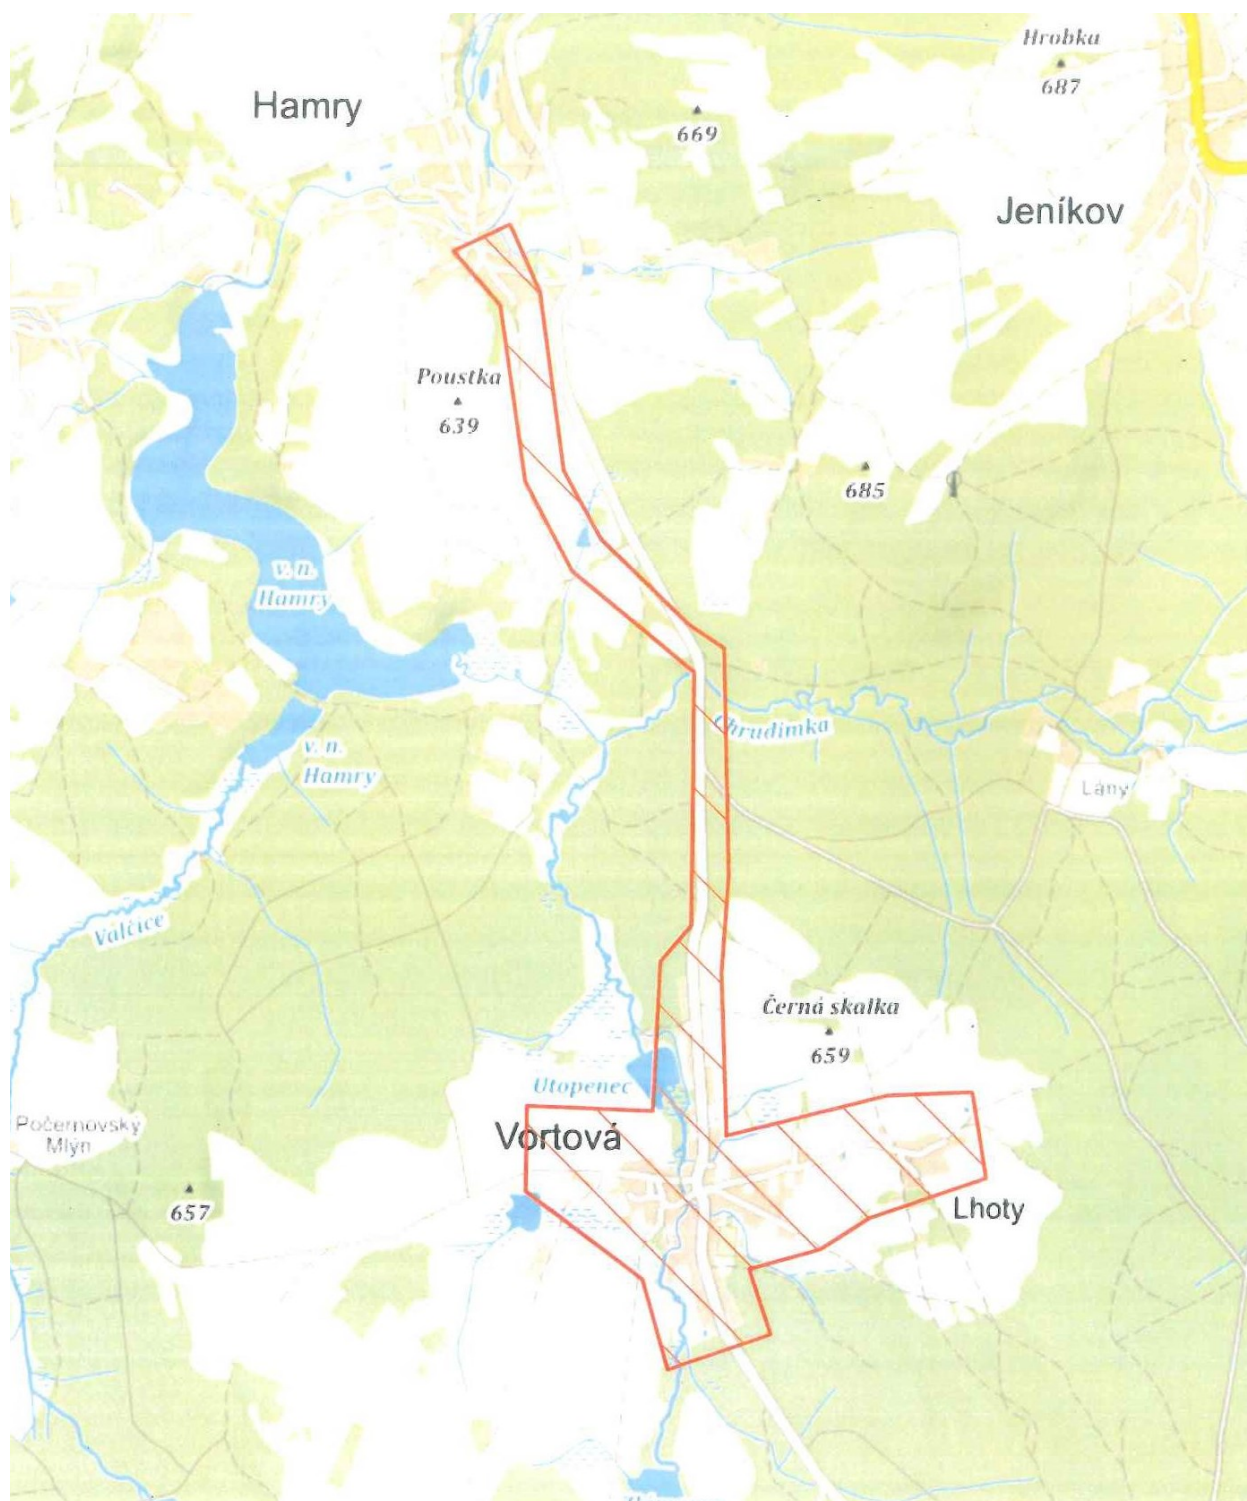 Hrobka
687
Hamry
669
Jeníkov
Poustka
639
685
v. n.
Hamry
Chrudimka
v. n.
Hamry
Lány
Valčice
Černá skalka
659
Utopenec
Počernovský
Mlýn
Vortová
657
Lhoty